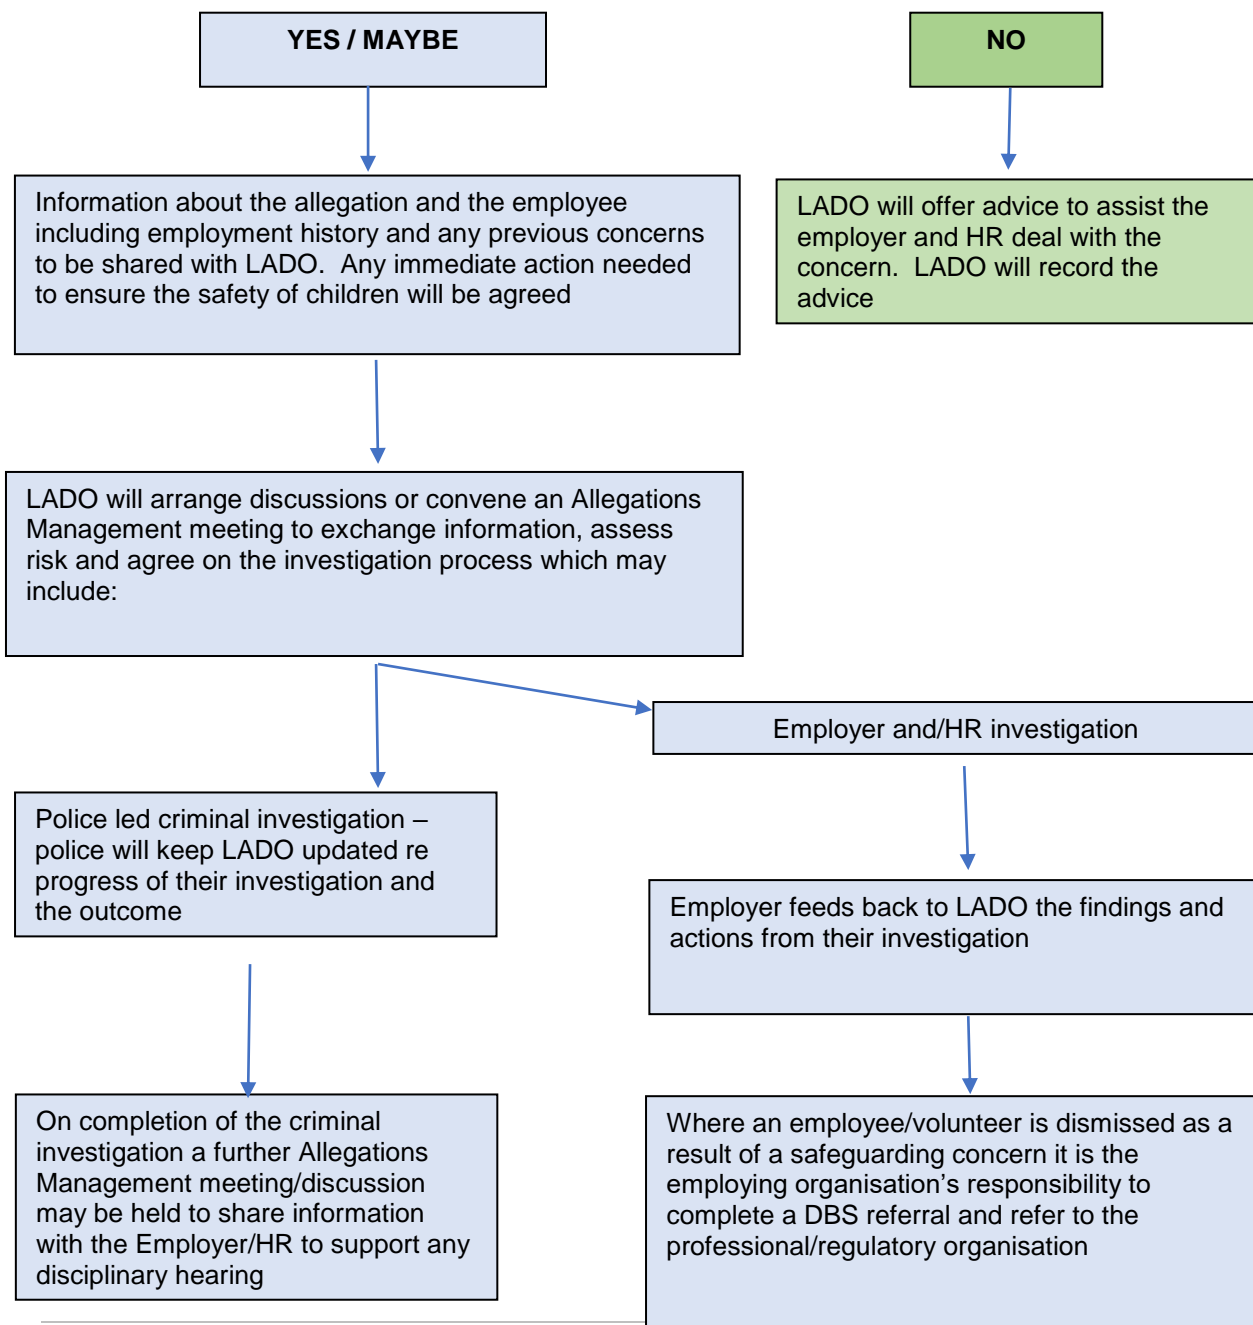 YES / MAYBE
NO
Information about the allegation and the employee
including employment history and any previous concerns
to be shared with LADO.  Any immediate action needed
to ensure the safety of children will be agreed
LADO will offer advice to assist the
employer and HR deal with the
concern.  LADO will record the
advice
LADO will arrange discussions or convene an Allegations
Management meeting to exchange information, assess
risk and agree on the investigation process which may
include:
Employer and/HR investigation
Police led criminal investigation –
police will keep LADO updated re
progress of their investigation and
the outcome
Employer feeds back to LADO the findings and
actions from their investigation
On completion of the criminal
investigation a further Allegations
Management meeting/discussion
may be held to share information
with the Employer/HR to support any
disciplinary hearing
Where an employee/volunteer is dismissed as a
result of a safeguarding concern it is the
employing organisation’s responsibility to
complete a DBS referral and refer to the
professional/regulatory organisation